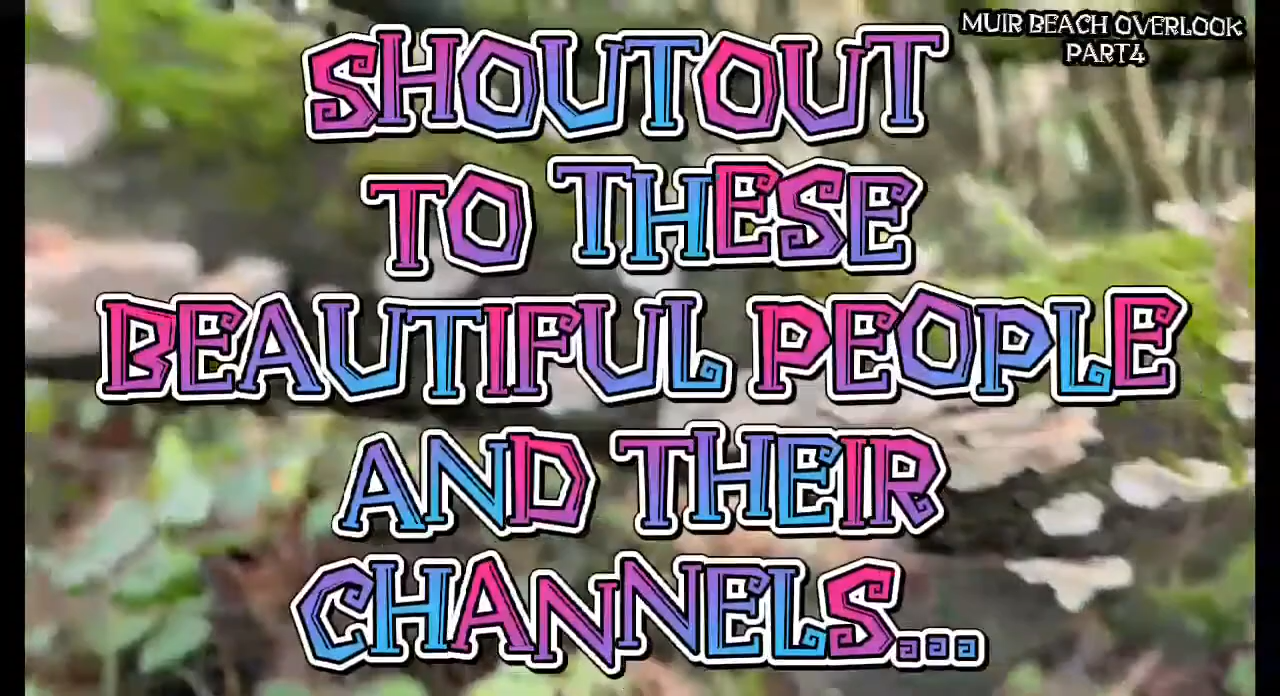 MUIR BEACH OVERLOOK
PART4
SHOUTOUT
TO THESE
BEAUTIFUL PEOPLE
AND THEIR
CHANNELS...